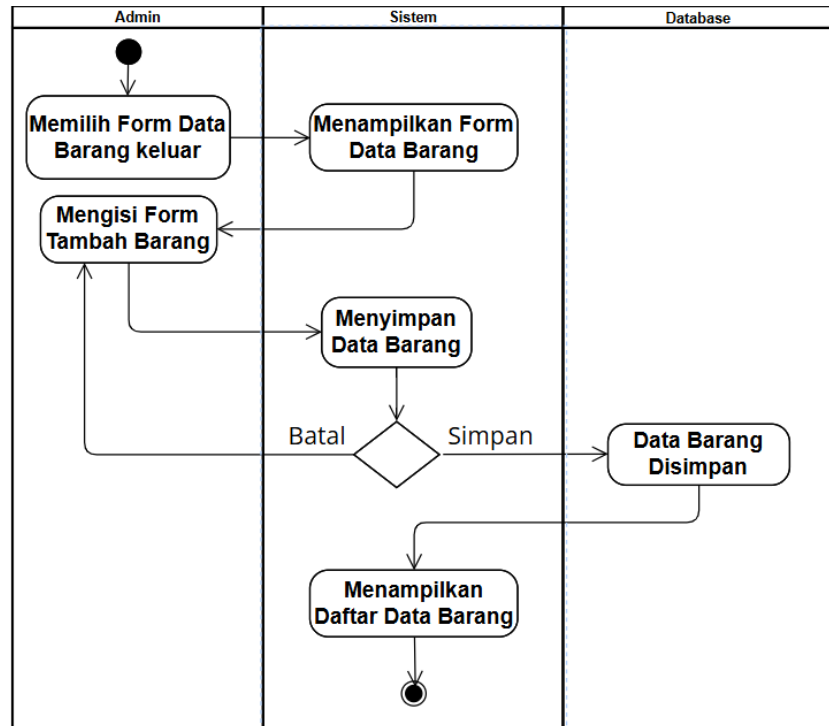 Admin
Sistem
Database
Memilih Form Data
Barang keluar
Menampilkan Form
Data Barang
Mengisi Form
Tambah Barang
Menyimpan
Data Barang
Batal
Simpan
Data Barang
Disimpan
Menampilkan
Daftar Data Barang